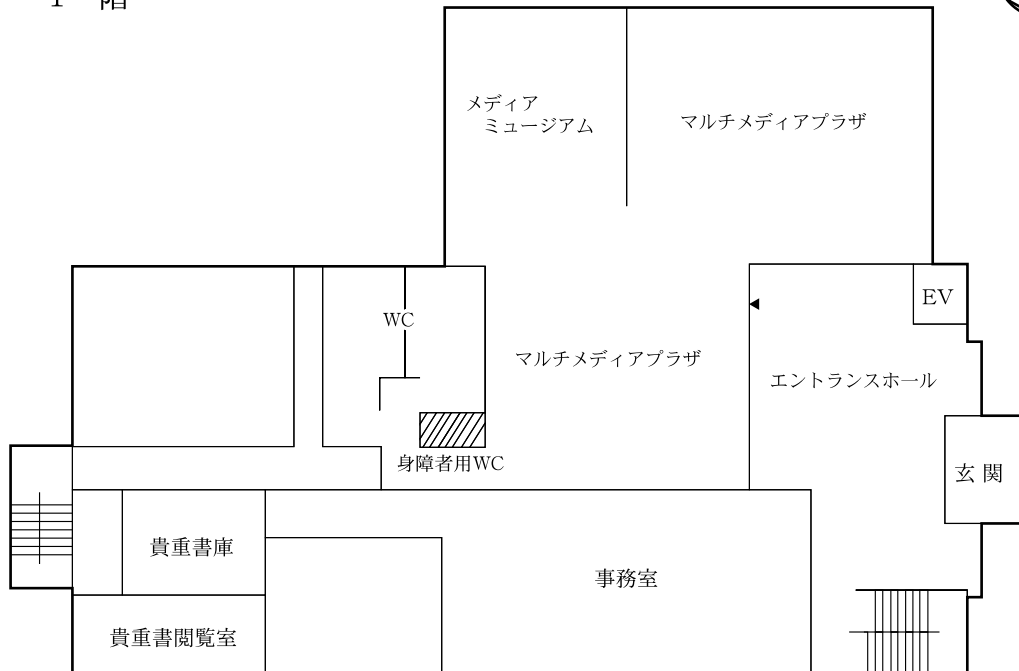 1 階
メディア
ミュージアム
マルチメディアプラザ
EV
WC
マルチメディアプラザ
エントランスホール
身障者用WC
玄関
貴重書庫
事務室
貴重書閲覧室